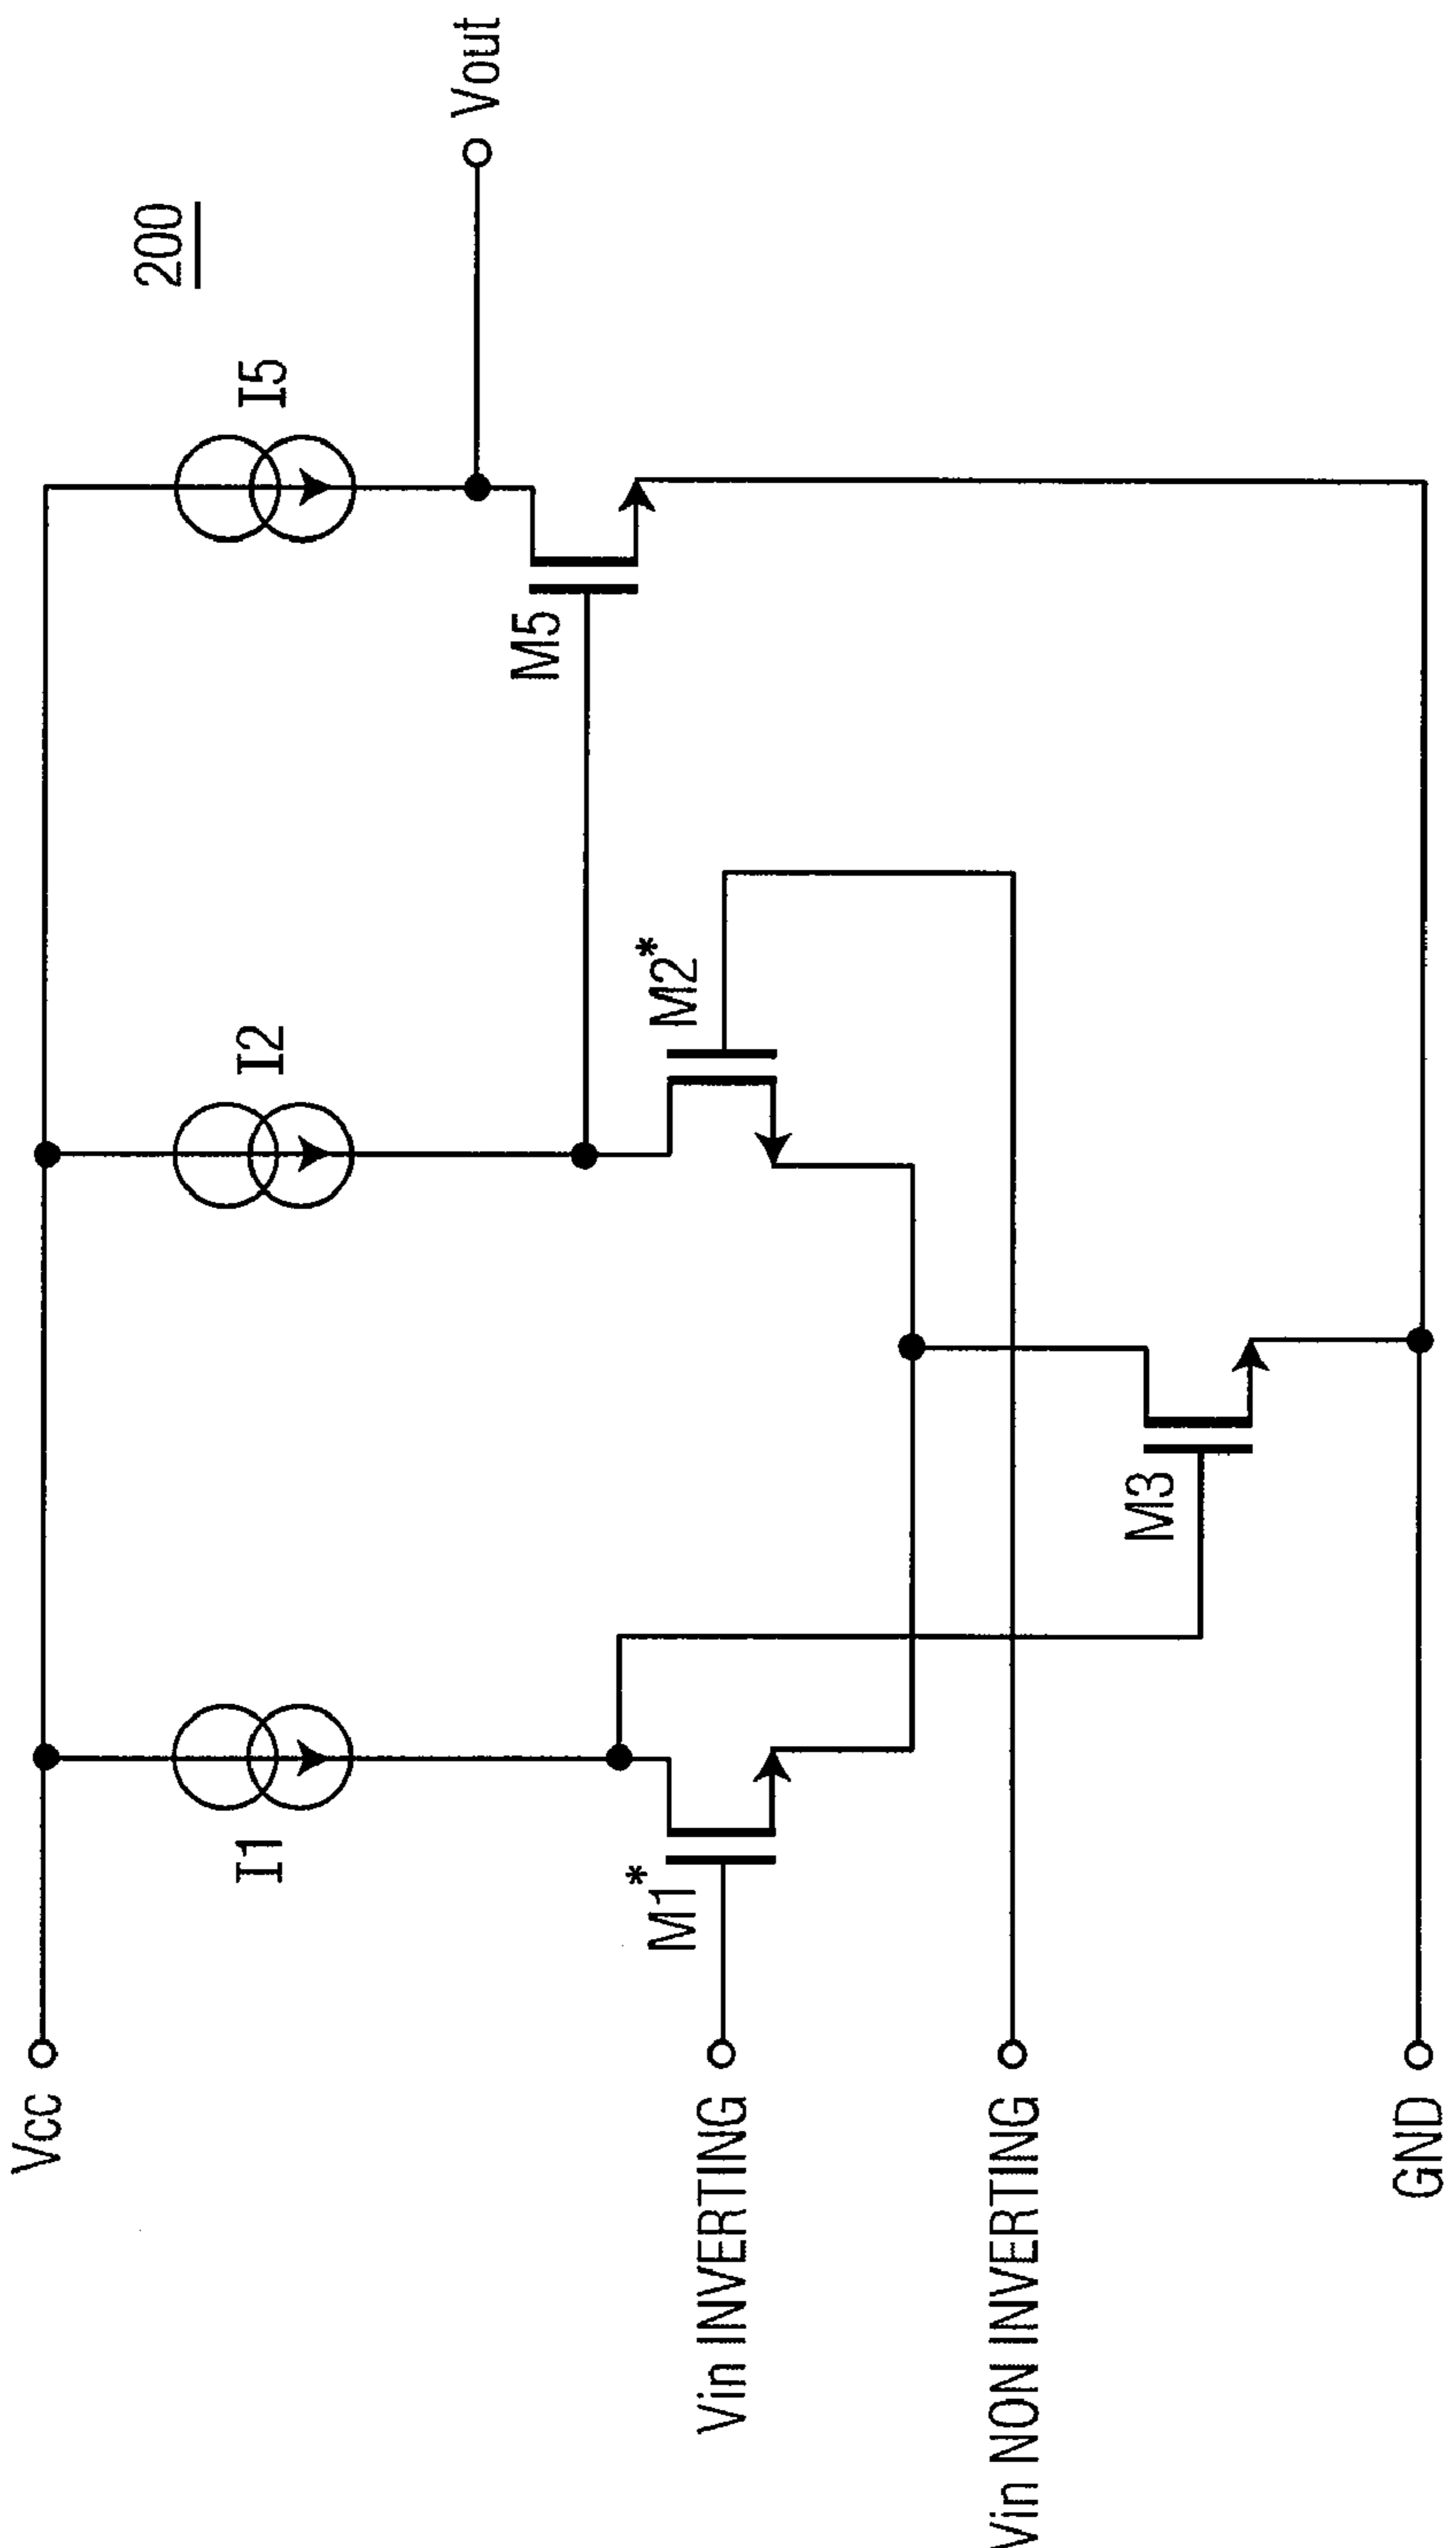 200
Vcc
I1
I2
I5
Vout
M5
M1*
M2*
Vin INVERTING
Vin NON INVERTING
M3
GND